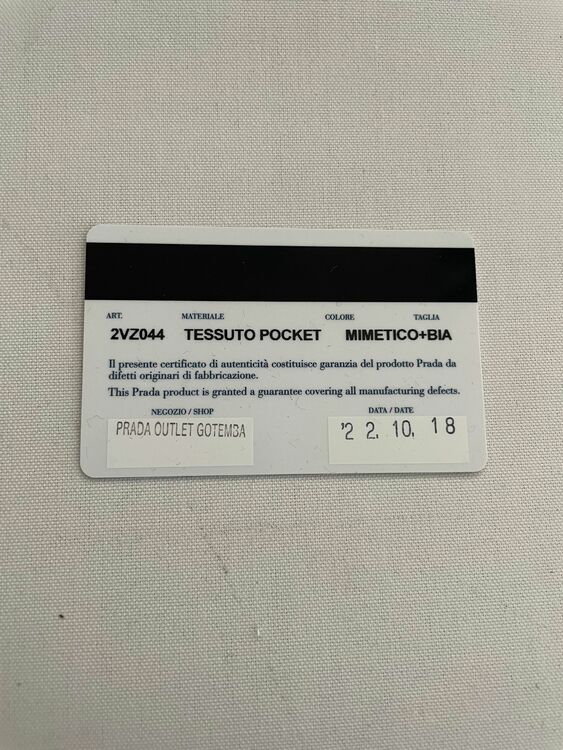 ART. MATERIALE COLORE TAGLIA
2VZ044 TESSUTO POCKET MIMETICO+BIA
Il presente certificato di autenticità costituisce garanzia del prodotto Prada da
difetti originari di fabbricazione.
This Prada product is granted a guarantee covering all manufacturing defects.
NEGOZIO / SHOP DATA / DATE
PRADA OUTLET GOTEMBA '2 2. 10. 18